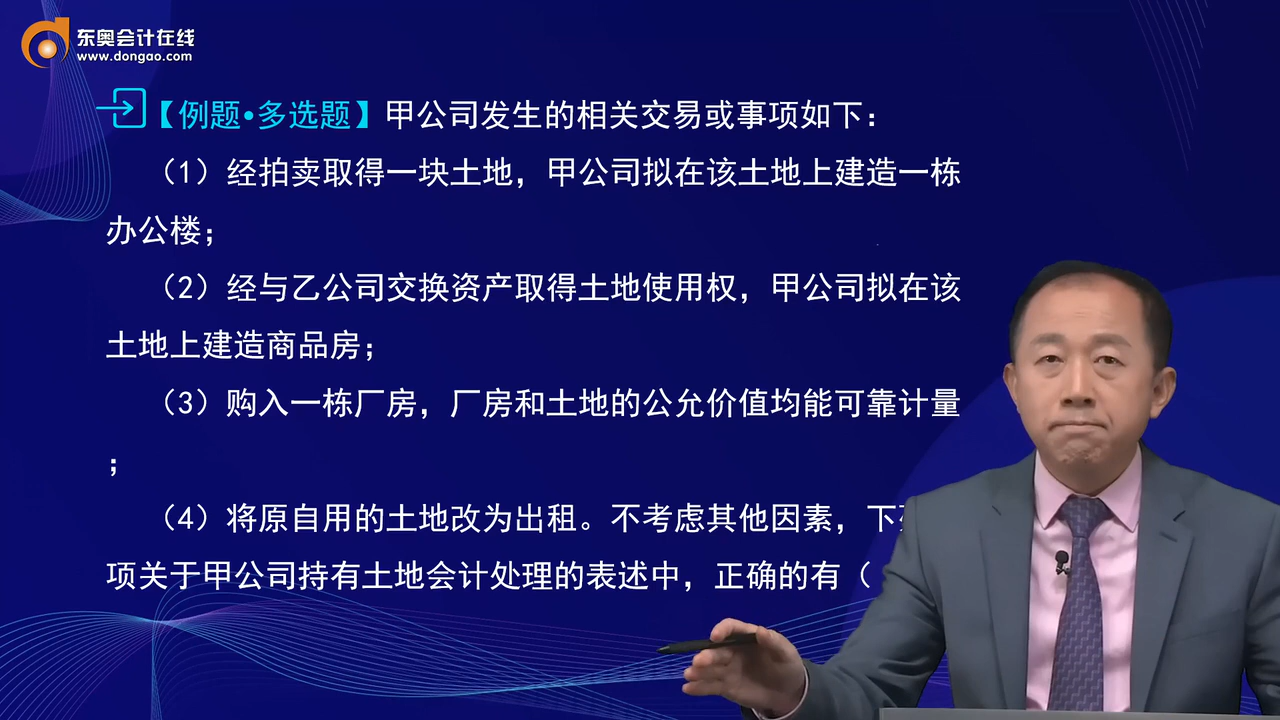 东奥会计在线
www.dongao.com
【例题•多选题】甲公司发生的相关交易或事项如下：
（1）经拍卖取得一块土地，甲公司拟在该土地上建造一栋
办公楼；
（2）经与乙公司交换资产取得土地使用权，甲公司拟在该
土地上建造商品房；
（3）购入一栋厂房，厂房和土地的公允价值均能可靠计量
；
（4）将原自用的土地改为出租。不考虑其他因素，下
项关于甲公司持有土地会计处理的表述中，正确的有（